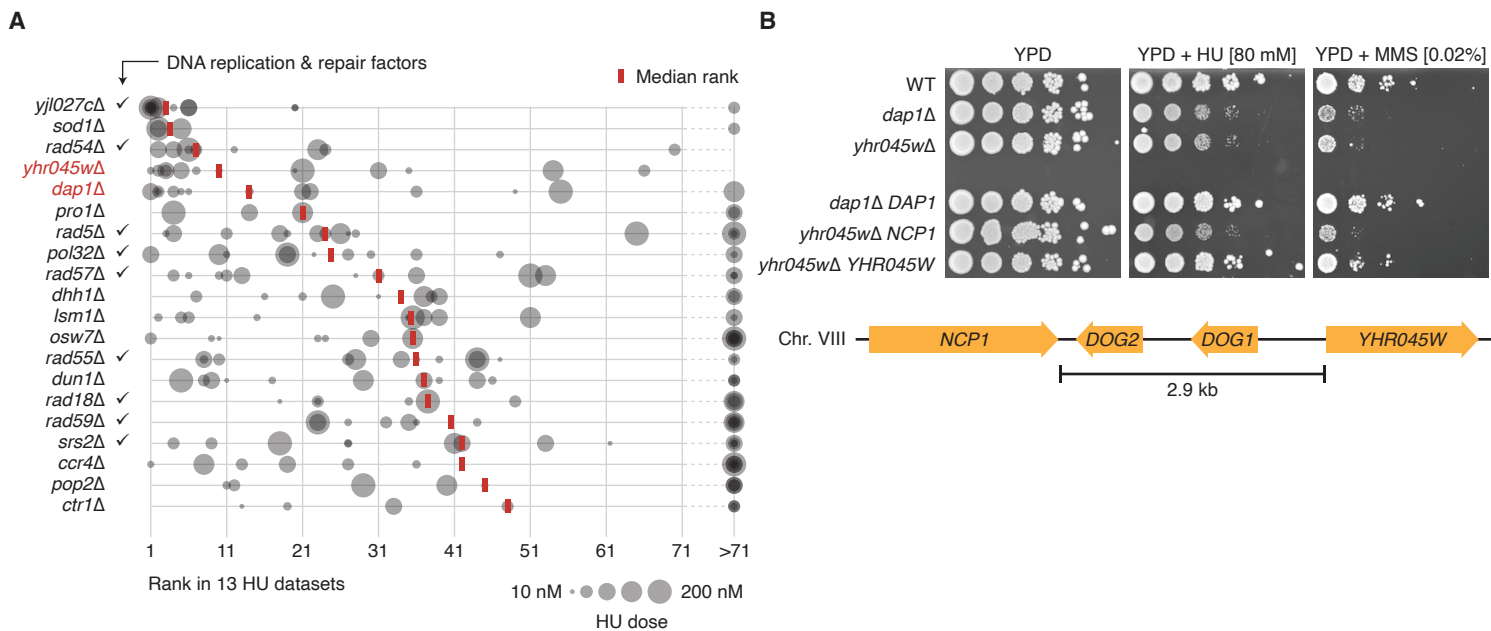 A
DNA replication & repair factors
Median rank
yjl027cΔ ✓
sod1Δ
rad54Δ ✓
yhr045wΔ
dap1Δ
pro1Δ
rad5Δ ✓
pol32Δ ✓
rad57Δ ✓
dhh1Δ
lsm1Δ
osw7Δ
rad55Δ ✓
dun1Δ
rad18Δ ✓
rad59Δ ✓
srs2Δ ✓
ccr4Δ
pop2Δ
ctr1Δ
1 11 21 31 41 51 61 71 >71
Rank in 13 HU datasets
10 nM 200 nM
HU dose
B
YPD YPD + HU [80 mM] YPD + MMS [0.02%]
WT
dap1Δ
yhr045wΔ
dap1Δ DAP1
yhr045wΔ NCP1
yhr045wΔ YHR045W
Chr. VIII NCP1 DOG2 DOG1 YHR045W
2.9 kb